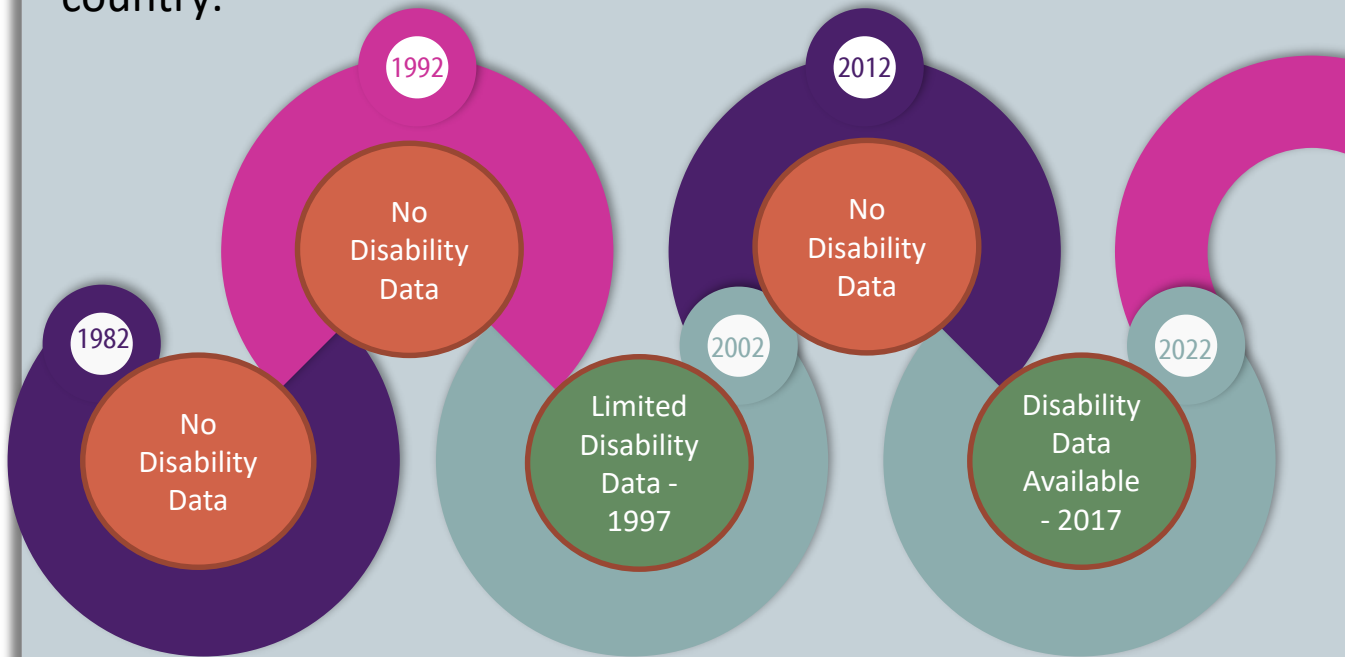 country.
1982
No
Disability
Data
1992
No
Disability
Data
2002
Limited
Disability
Data -
1997
2012
No
Disability
Data
2022
Disability
Data
Available
- 2017